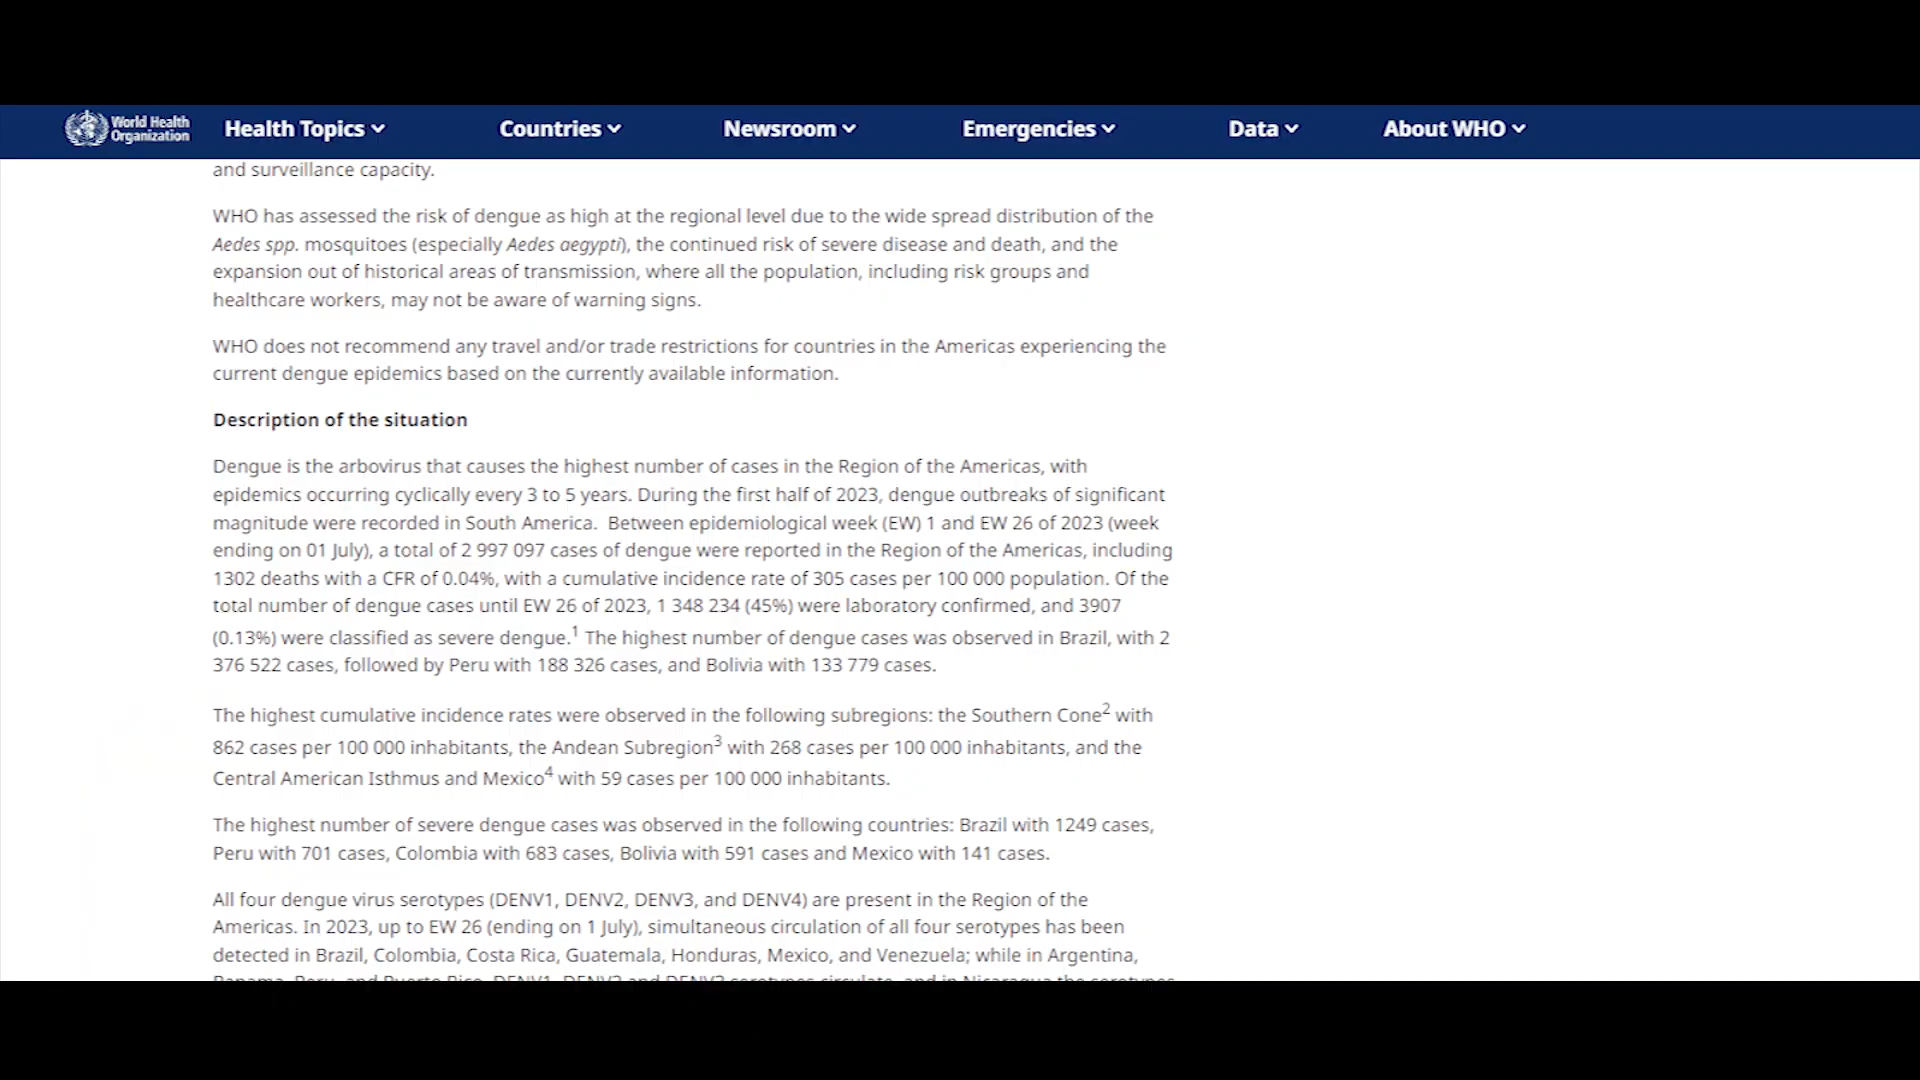 World Health
Organization
Health Topics
Countries
Newsroom
Emergencies
Data
About WHO
and surveillance capacity.
WHO has assessed the risk of dengue as high at the regional level due to the wide spread distribution of the
Aedes spp. mosquitoes (especially Aedes aegypti), the continued risk of severe disease and death, and the
expansion out of historical areas of transmission, where all the population, including risk groups and
healthcare workers, may not be aware of warning signs.
WHO does not recommend any travel and/or trade restrictions for countries in the Americas experiencing the
current dengue epidemics based on the currently available information.
Description of the situation
Dengue is the arbovirus that causes the highest number of cases in the Region of the Americas, with
epidemics occurring cyclically every 3 to 5 years. During the first half of 2023, dengue outbreaks of significant
magnitude were recorded in South America.  Between epidemiological week (EW) 1 and EW 26 of 2023 (week
ending on 01 July), a total of 2 997 097 cases of dengue were reported in the Region of the Americas, including
1302 deaths with a CFR of 0.04%, with a cumulative incidence rate of 305 cases per 100 000 population. Of the
total number of dengue cases until EW 26 of 2023, 1 348 234 (45%) were laboratory confirmed, and 3907
(0.13%) were classified as severe dengue.1 The highest number of dengue cases was observed in Brazil, with 2
376 522 cases, followed by Peru with 188 326 cases, and Bolivia with 133 779 cases.
The highest cumulative incidence rates were observed in the following subregions: the Southern Cone2 with
862 cases per 100 000 inhabitants, the Andean Subregion3 with 268 cases per 100 000 inhabitants, and the
Central American Isthmus and Mexico4 with 59 cases per 100 000 inhabitants.
The highest number of severe dengue cases was observed in the following countries: Brazil with 1249 cases,
Peru with 701 cases, Colombia with 683 cases, Bolivia with 591 cases and Mexico with 141 cases.
All four dengue virus serotypes (DENV1, DENV2, DENV3, and DENV4) are present in the Region of the
Americas. In 2023, up to EW 26 (ending on 1 July), simultaneous circulation of all four serotypes has been
detected in Brazil, Colombia, Costa Rica, Guatemala, Honduras, Mexico, and Venezuela; while in Argentina,